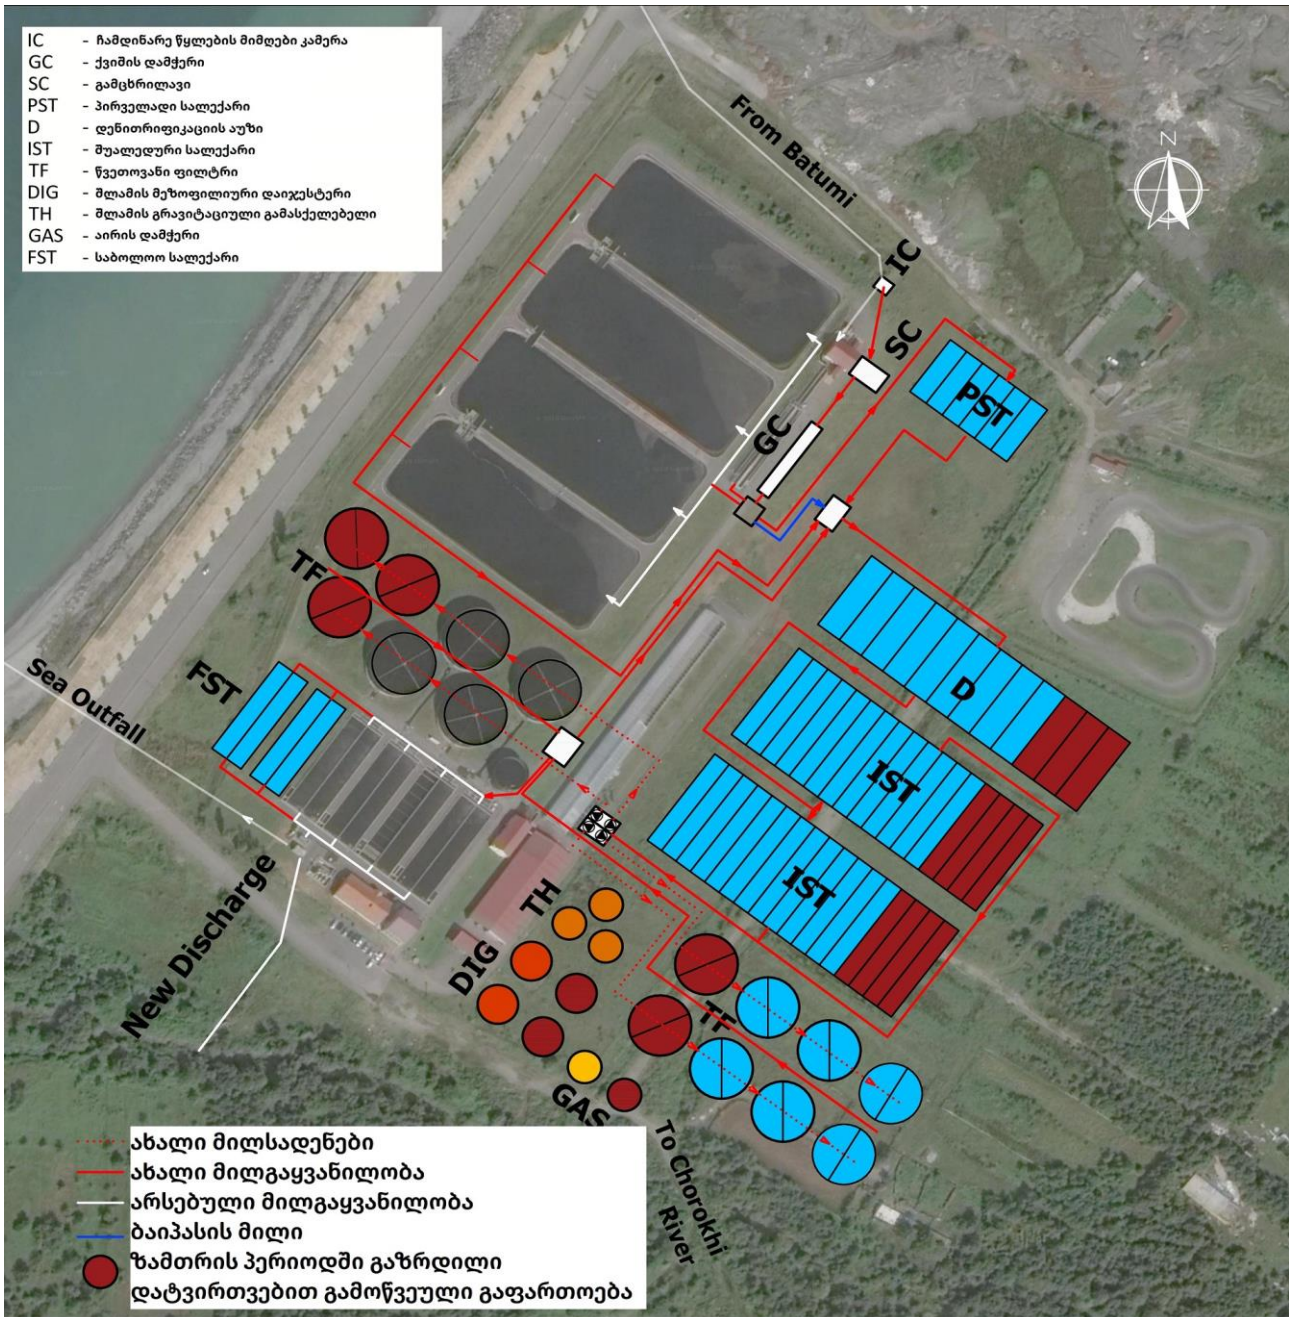 IC - ჩამდინარე წყლების მიმღები კამერა
GC - ქვიშის დამჭერი
SC - გამცხრილავი
PST - პირველადი სალექარი
D - დენიტრიფიკაციის აუზი
IST - შუალედური სალექარი
TF - წვეთოვანი ფილტრი
DIG - შლამის მეზოფილიური დაიჯესტერი
TH - შლამის გრავიტაციული გამასქელებელი
GAS - აირის დამჭერი
FST - საბოლოო სალექარი
From Batumi
N
IC
SC
PST
GC
TF
D
FST
Sea Outfall
IST
IST
TH
New Discharge
DIG
TF
GAS
To Chorokhi
River
ახალი მილსადენები
ახალი მილგაყვანილობა
არსებული მილგაყვანილობა
ბაიპასის მილი
ზამთრის პერიოდში გაზრდილი
დატვირთვებით გამოწვეული გაფართოება